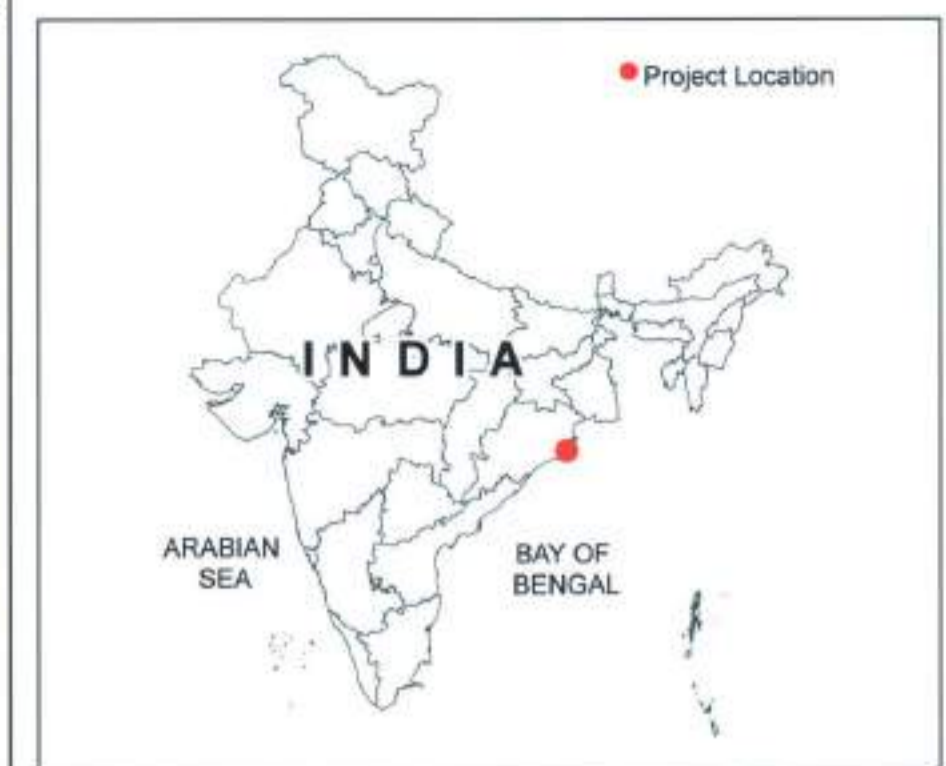 Project Location
INDIA
ARABIAN
SEA
BAY OF
BENGAL